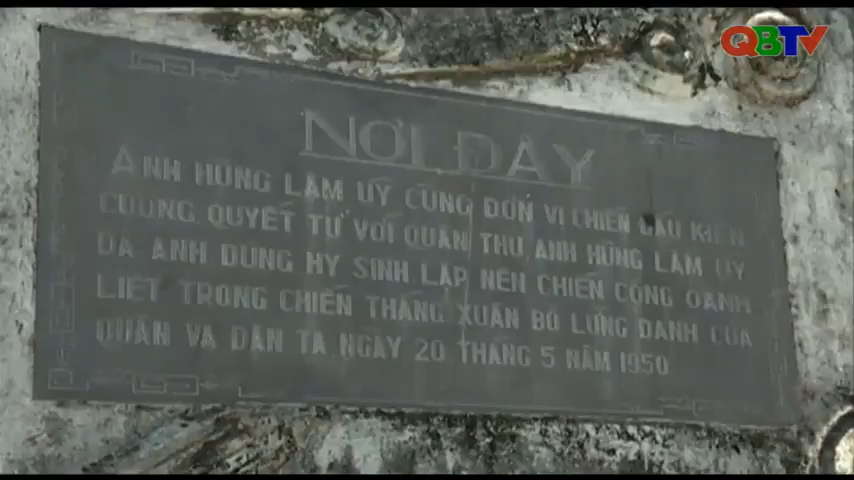 QBTV
NƠI ĐÂY
ANH HÙNG LÂM UÝ CÙNG ĐƠN VỊ CHIẾN ĐẤU KIÊN
CƯỜNG QUYẾT TỬ VỚI QUÂN THÙ, ANH HÙNG LÂM UÝ
ĐÃ ANH DŨNG HY SINH LẬP NÊN CHIẾN CÔNG OANH
LIỆT TRONG CHIẾN THẮNG XUÂN BỒ LỪNG DANH CỦA
QUÂN VÀ DÂN TA NGÀY 20 THÁNG 5 NĂM 1950